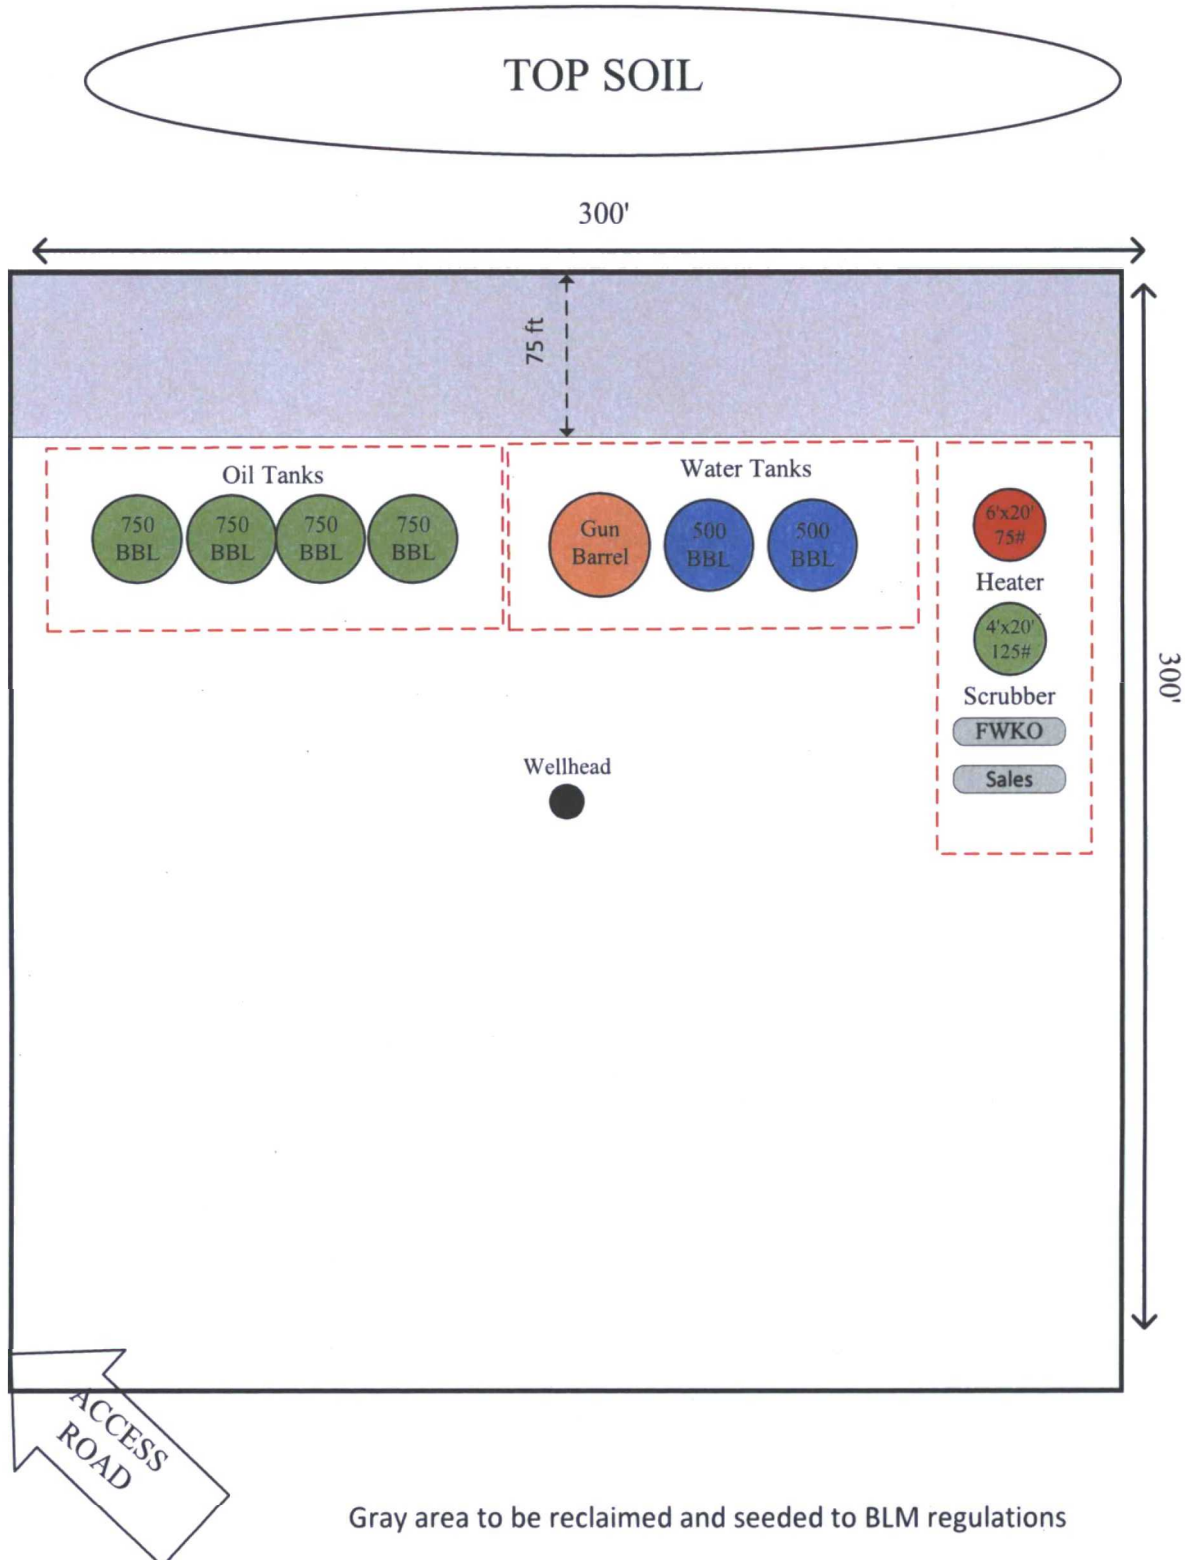 TOP SOIL
300'
75 ft
Oil Tanks
750
BBL
750
BBL
750
BBL
750
BBL
Water Tanks
Gun
Barrel
500
BBL
500
BBL
6'x20'
75#
Heater
4'x20'
125#
Scrubber
FWKO
Sales
300'
Wellhead
ACCESS
ROAD
Gray area to be reclaimed and seeded to BLM regulations